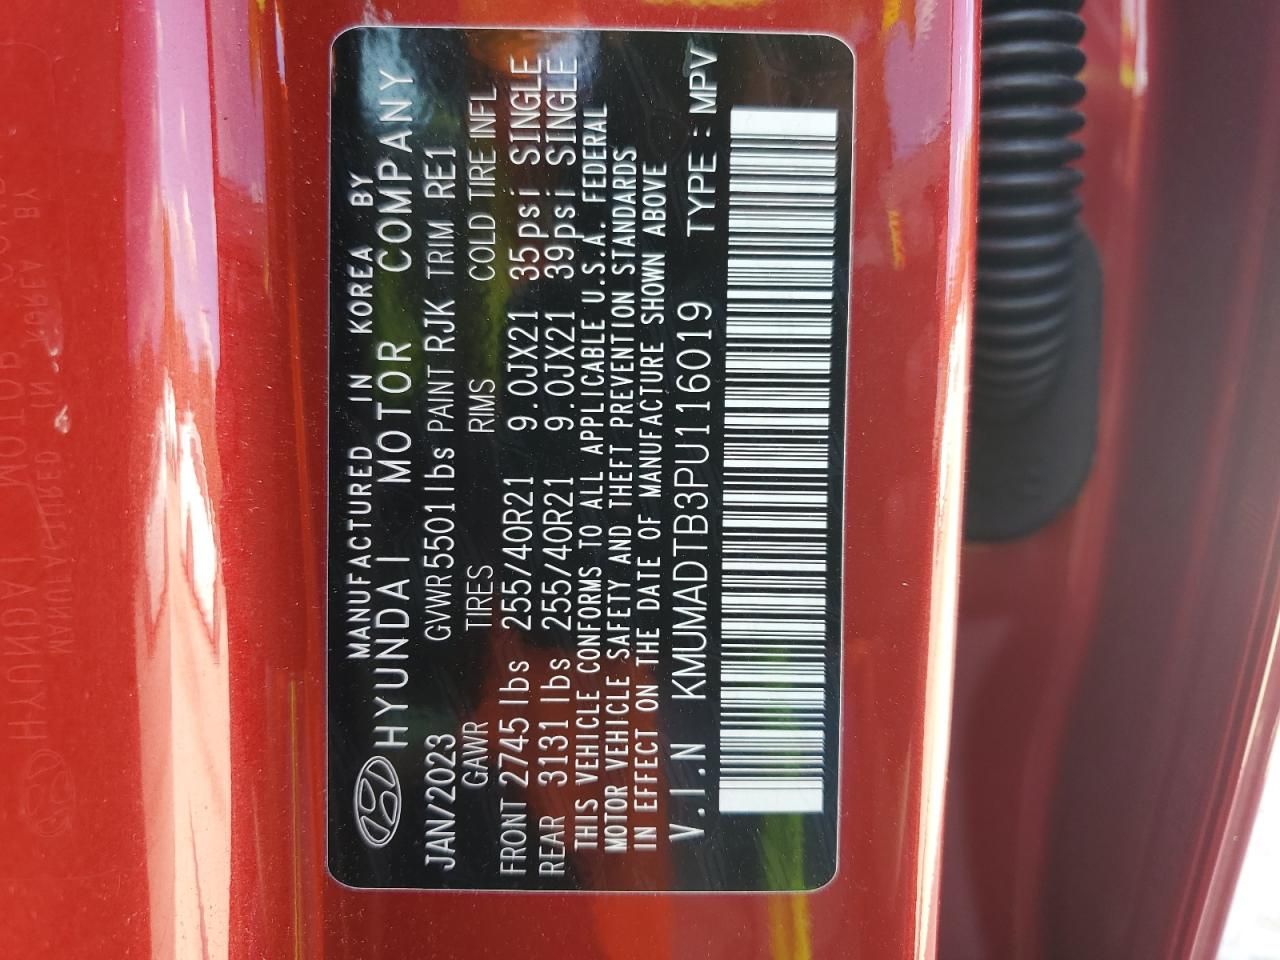 MANUFACTURED IN KOREA BY
HYUNDAI MOTOR COMPANY
JAN/2023 GVWR5501lbs PAINT RJK TRIM RE1
GAWR TIRES RIMS COLD TIRE INFL
FRONT 2745 lbs 255/40R21 9.0JX21 35psi SINGLE
REAR 3131 lbs 255/40R21 9.0JX21 39psi SINGLE
THIS VEHICLE CONFORMS TO ALL APPLICABLE U.S.A. FEDERAL
MOTOR VEHICLE SAFETY AND THEFT PREVENTION STANDARDS
IN EFFECT ON THE DATE OF MANUFACTURE SHOWN ABOVE
V.I.N KMUMADTB3PU116019 TYPE : MPV